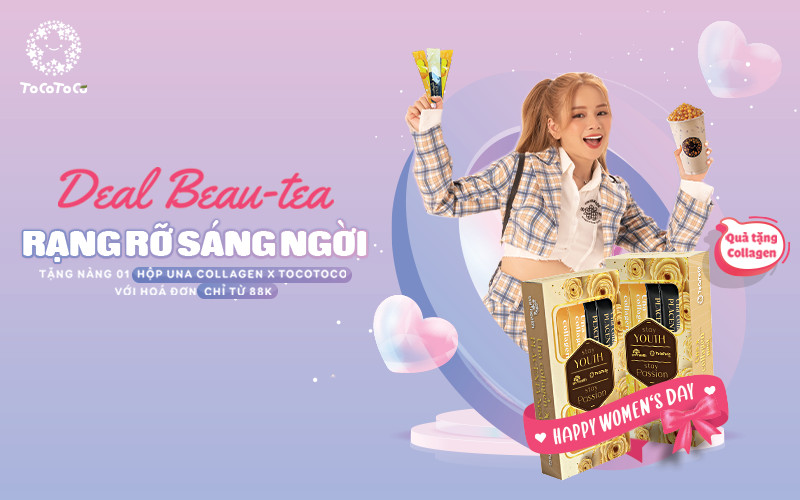 ToCoToCo
Deal Beau-tea
RẠNG RỠ SÁNG NGỜI
TẶNG NÀNG 01 HỘP UNA COLLAGEN X TOCOTOCO
VỚI HOÁ ĐƠN CHỈ TỪ 88K
Quà tặng
Collagen
stay
YOUTH
stay
Passion
stay
YOUTH
stay
Passion
HAPPY WOMEN'S DAY